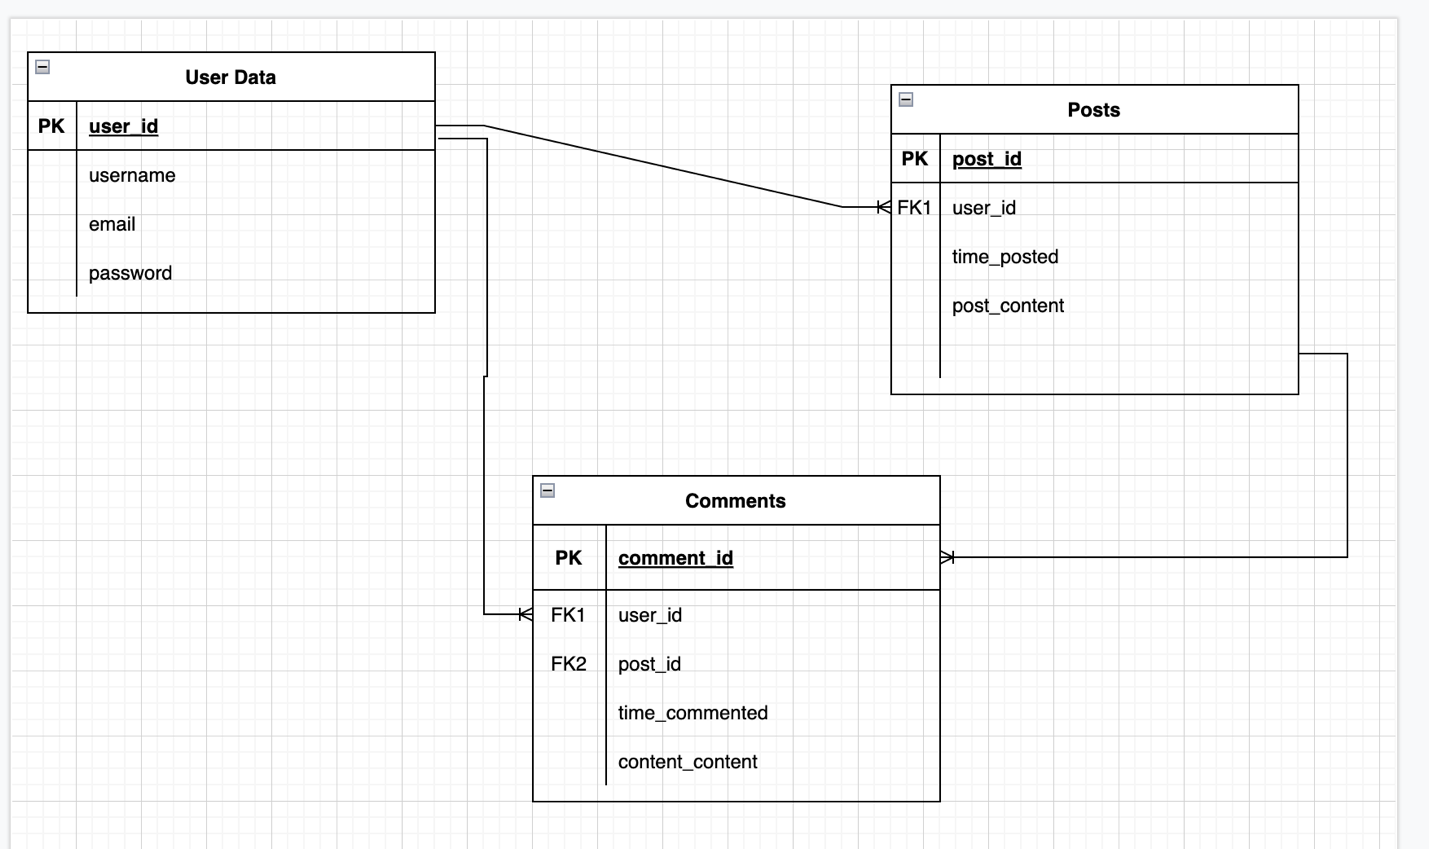 User Data
PK user_id
username
email
password
Posts
PK post_id
FK1 user_id
time_posted
post_content
Comments
PK comment_id
FK1 user_id
FK2 post_id
time_commented
content_content